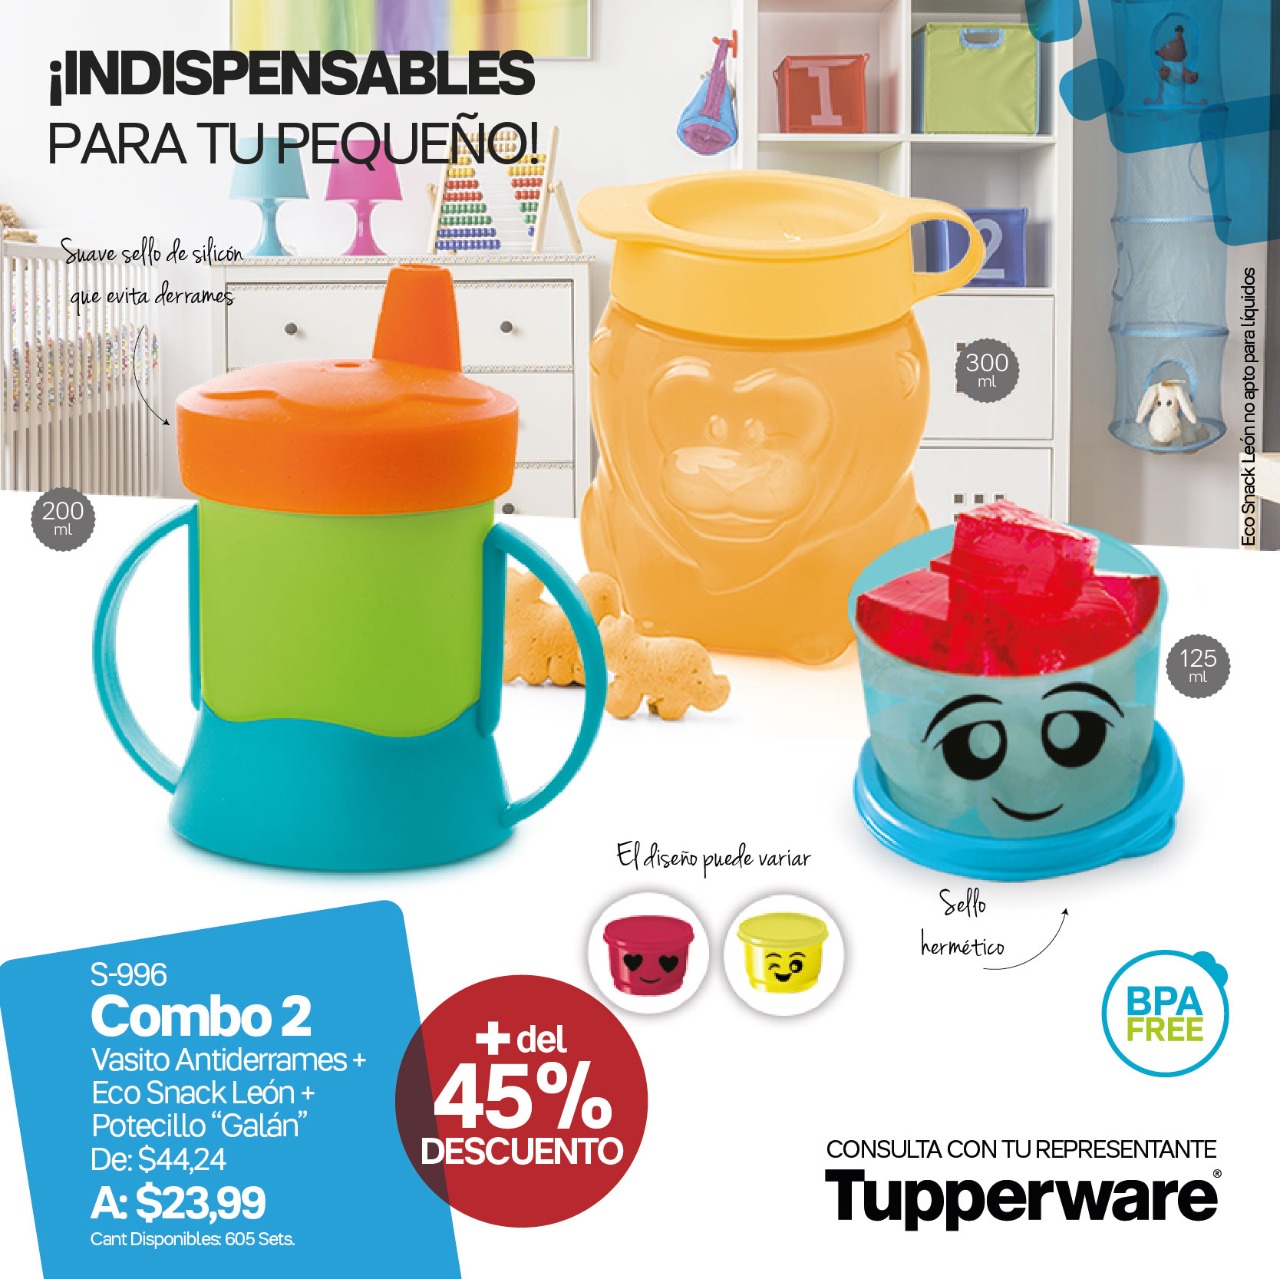 ¡INDISPENSABLES
PARA TU PEQUEÑO!
Suave sello de silicón
que evita derrames
1
2
300
ml
200
ml
Eco Snack León no apto para líquidos
125
ml
El diseño puede variar
Sello
hermético
S-996
Combo 2
Vasito Antiderrames +
Eco Snack León +
Potecillo “Galán”
De: $44,24
A: $23,99
Cant Disponibles: 605 Sets.
+ del
45%
DESCUENTO
BPA
FREE
CONSULTA CON TU REPRESENTANTE
Tupperware®